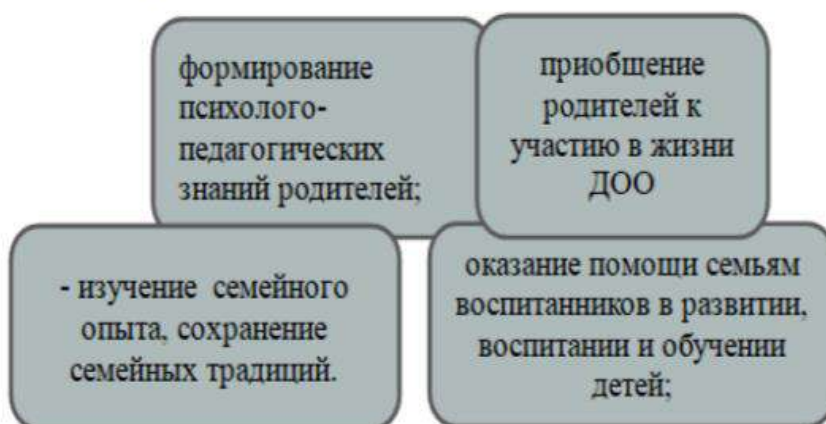 формирование
психолого-
педагогических
знаний родителей;
приобщение
родителей к
участию в жизни
ДОО
- изучение семейного
опыта, сохранение
семейных традиций.
оказание помощи семьям
воспитанников в развитии,
воспитании и обучении
детей;